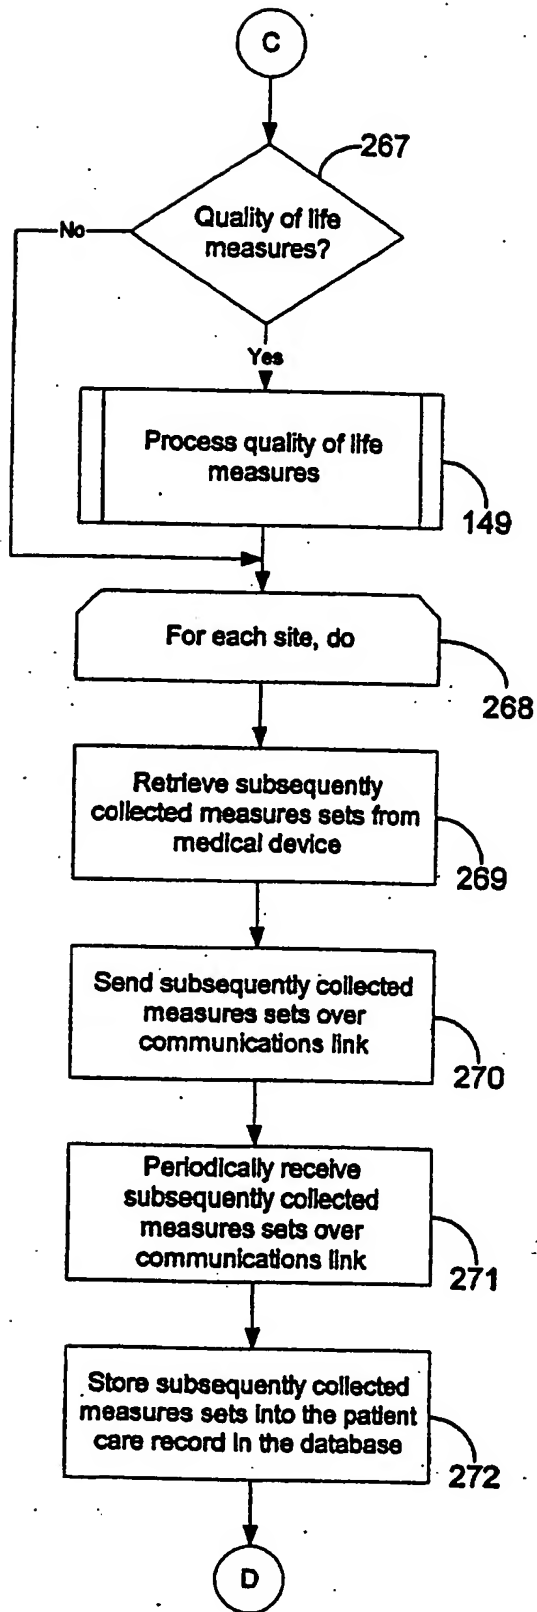 C
267
Quality of life
measures?
No
Yes
Process quality of life
measures
149
For each site, do
268
Retrieve subsequently
collected measures sets from
medical device
269
Send subsequently collected
measures sets over
communications link
270
Periodically receive
subsequently collected
measures sets over
communications link
271
Store subsequently collected
measures sets into the patient
care record in the database
272
D